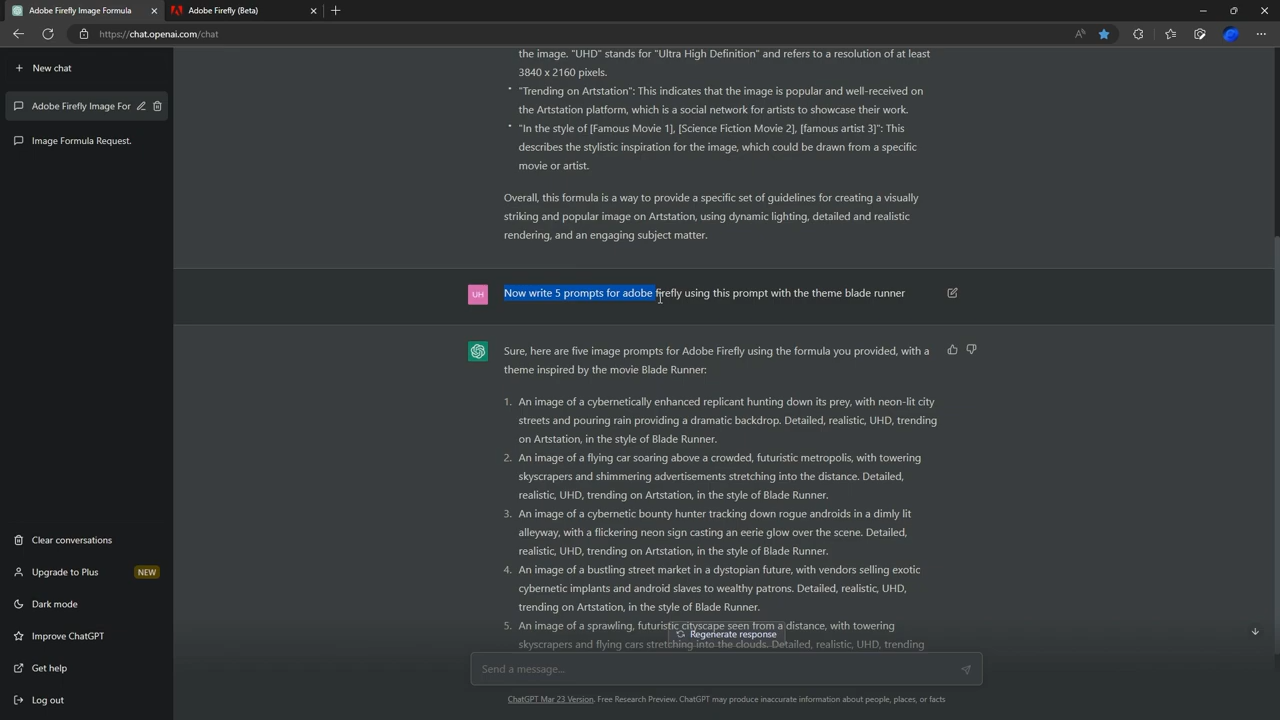 Adobe Firefly Image Formula
Adobe Firefly (Beta)
https://chat.openai.com/chat
New chat
Adobe Firefly Image For
Image Formula Request.
the image. "UHD" stands for "Ultra High Definition" and refers to a resolution of at least
3840 x 2160 pixels.
• "Trending on Artstation": This indicates that the image is popular and well-received on
the Artstation platform, which is a social network for artists to showcase their work.
• "In the style of [Famous Movie 1], [Science Fiction Movie 2], [famous artist 3]": This
describes the stylistic inspiration for the image, which could be drawn from a specific
movie or artist.
Overall, this formula is a way to provide a specific set of guidelines for creating a visually
striking and popular image on Artstation, using dynamic lighting, detailed and realistic
rendering, and an engaging subject matter.
UH
Now write 5 prompts for adobe firefly using this prompt with the theme blade runner
Sure, here are five image prompts for Adobe Firefly using the formula you provided, with a
theme inspired by the movie Blade Runner:
1. An image of a cybernetically enhanced replicant hunting down its prey, with neon-lit city
streets and pouring rain providing a dramatic backdrop. Detailed, realistic, UHD, trending
on Artstation, in the style of Blade Runner.
2. An image of a flying car soaring above a crowded, futuristic metropolis, with towering
skyscrapers and shimmering advertisements stretching into the distance. Detailed,
realistic, UHD, trending on Artstation, in the style of Blade Runner.
3. An image of a cybernetic bounty hunter tracking down rogue androids in a dimly lit
alleyway, with a flickering neon sign casting an eerie glow over the scene. Detailed,
realistic, UHD, trending on Artstation, in the style of Blade Runner.
4. An image of a bustling street market in a dystopian future, with vendors selling exotic
cybernetic implants and android slaves to wealthy patrons. Detailed, realistic, UHD,
trending on Artstation, in the style of Blade Runner.
5. An image of a sprawling, futuristic cityscape seen from a distance, with towering
skyscrapers and flying cars stretching into the clouds. Detailed, realistic, UHD, trending
Regenerate response
Send a message...
ChatGPT Mar 23 Version. Free Research Preview. ChatGPT may produce inaccurate information about people, places, or facts
Clear conversations
Upgrade to Plus NEW
Dark mode
Improve ChatGPT
Get help
Log out